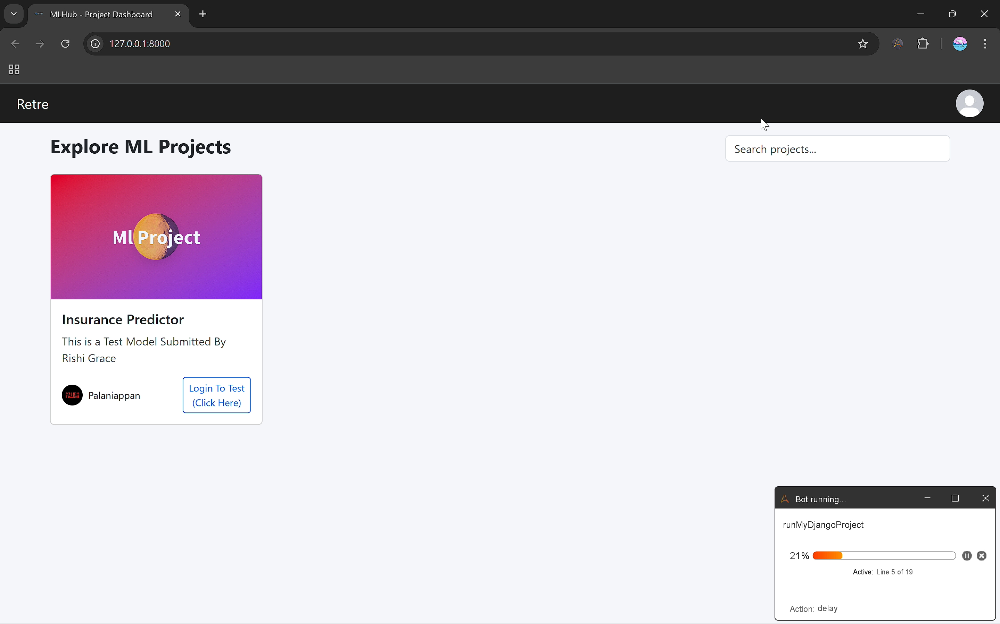 MLHub - Project Dashboard
127.0.0.1:8000
Retre
Explore ML Projects
Search projects...
Ml Project
Insurance Predictor
This is a Test Model Submitted By
Rishi Grace
PALANI
Palaniappan
Login To Test
(Click Here)
Bot running...
runMyDjangoProject
21%
Active: Line 5 of 19
Action: delay